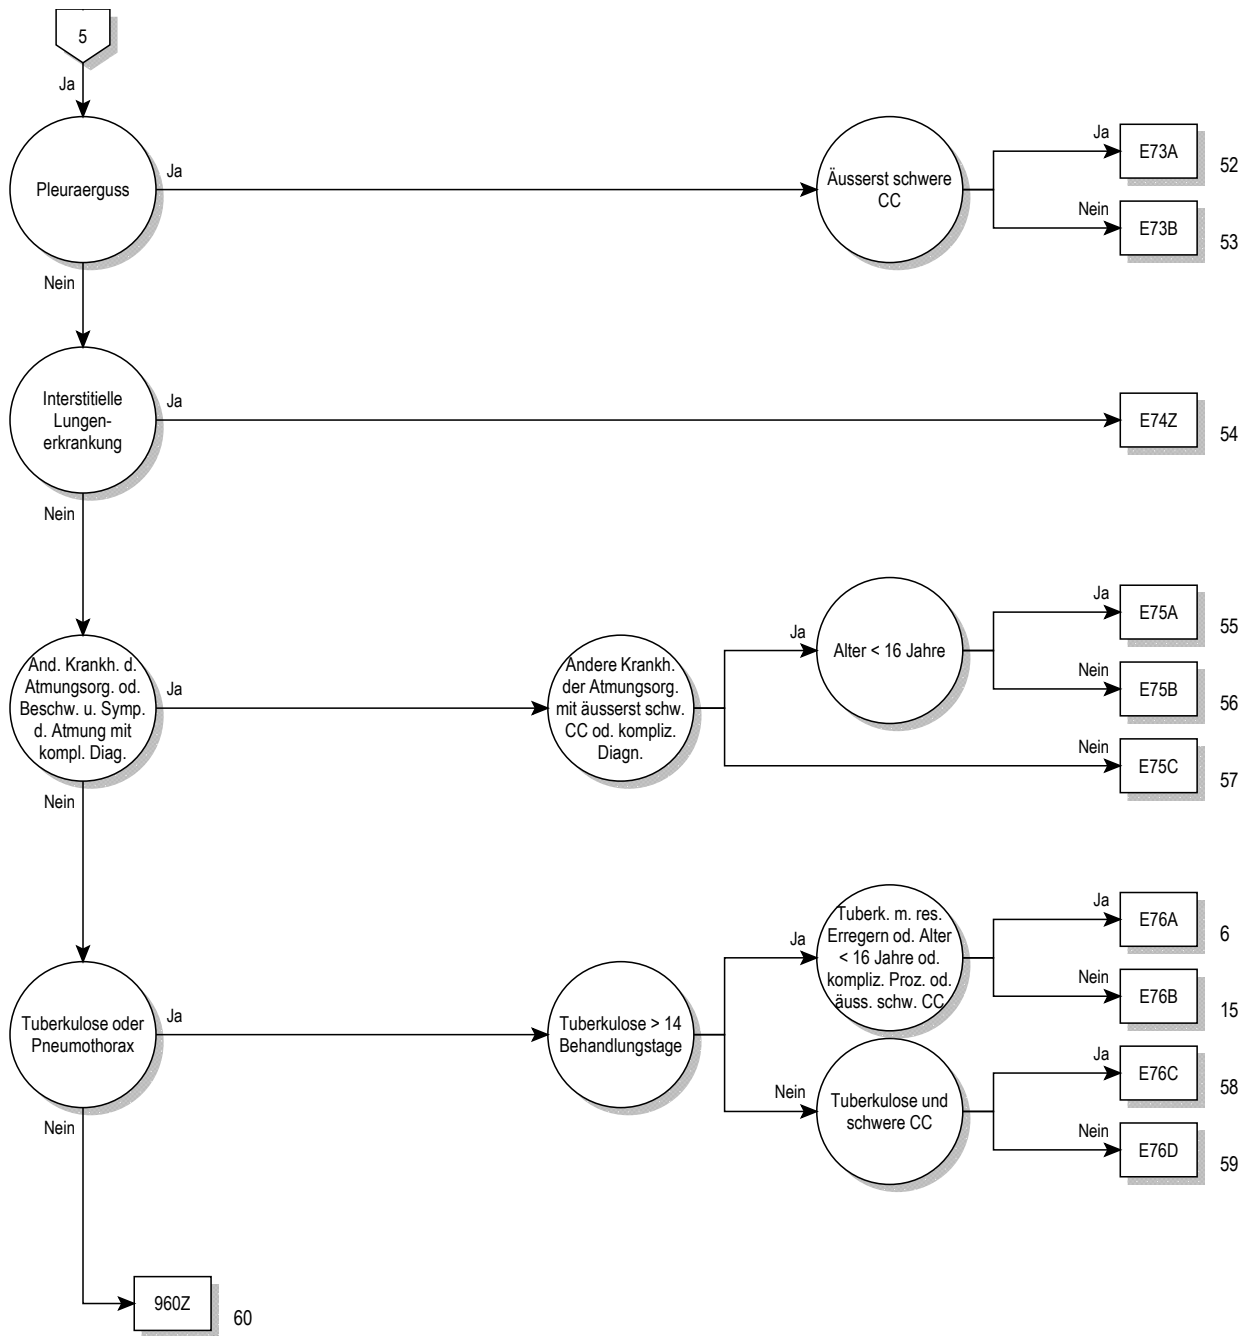 5
Ja
Pleuraerguss
Ja
Äusserst schwere
CC
Ja
E73A
52
Nein
E73B
53
Nein
Interstitielle
Lungen-
erkrankung
Ja
E74Z
54
Nein
And. Krankh. d.
Atmungsorg. od.
Beschw. u. Symp.
d. Atmung mit
kompl. Diag.
Ja
Andere Krankh.
der Atmungsorg.
mit äusserst schw.
CC od. kompliz.
Diagn.
Ja
Alter < 16 Jahre
Ja
E75A
55
Nein
E75B
56
Nein
E75C
57
Nein
Tuberkulose oder
Pneumothorax
Ja
Tuberkulose > 14
Behandlungstage
Ja
Tuberk. m. res.
Erregern od. Alter
< 16 Jahre od.
kompliz. Proz. od.
äuss. schw. CC
Ja
E76A
6
Nein
E76B
15
Nein
Tuberkulose und
schwere CC
Ja
E76C
58
Nein
E76D
59
Nein
960Z
60